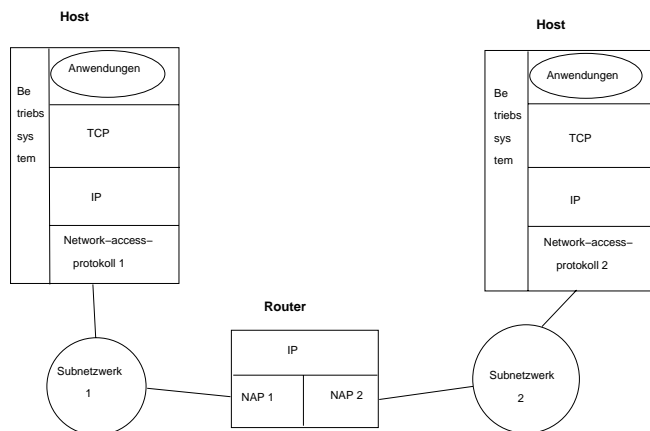 Host
Be
triebs
sys
tem
Anwendungen
TCP
IP
Network–access–
protokoll 1
Host
Be
triebs
sys
tem
Anwendungen
TCP
IP
Network–access–
protokoll 2
Subnetzwerk
1
Router
IP
NAP 1
NAP 2
Subnetzwerk
2